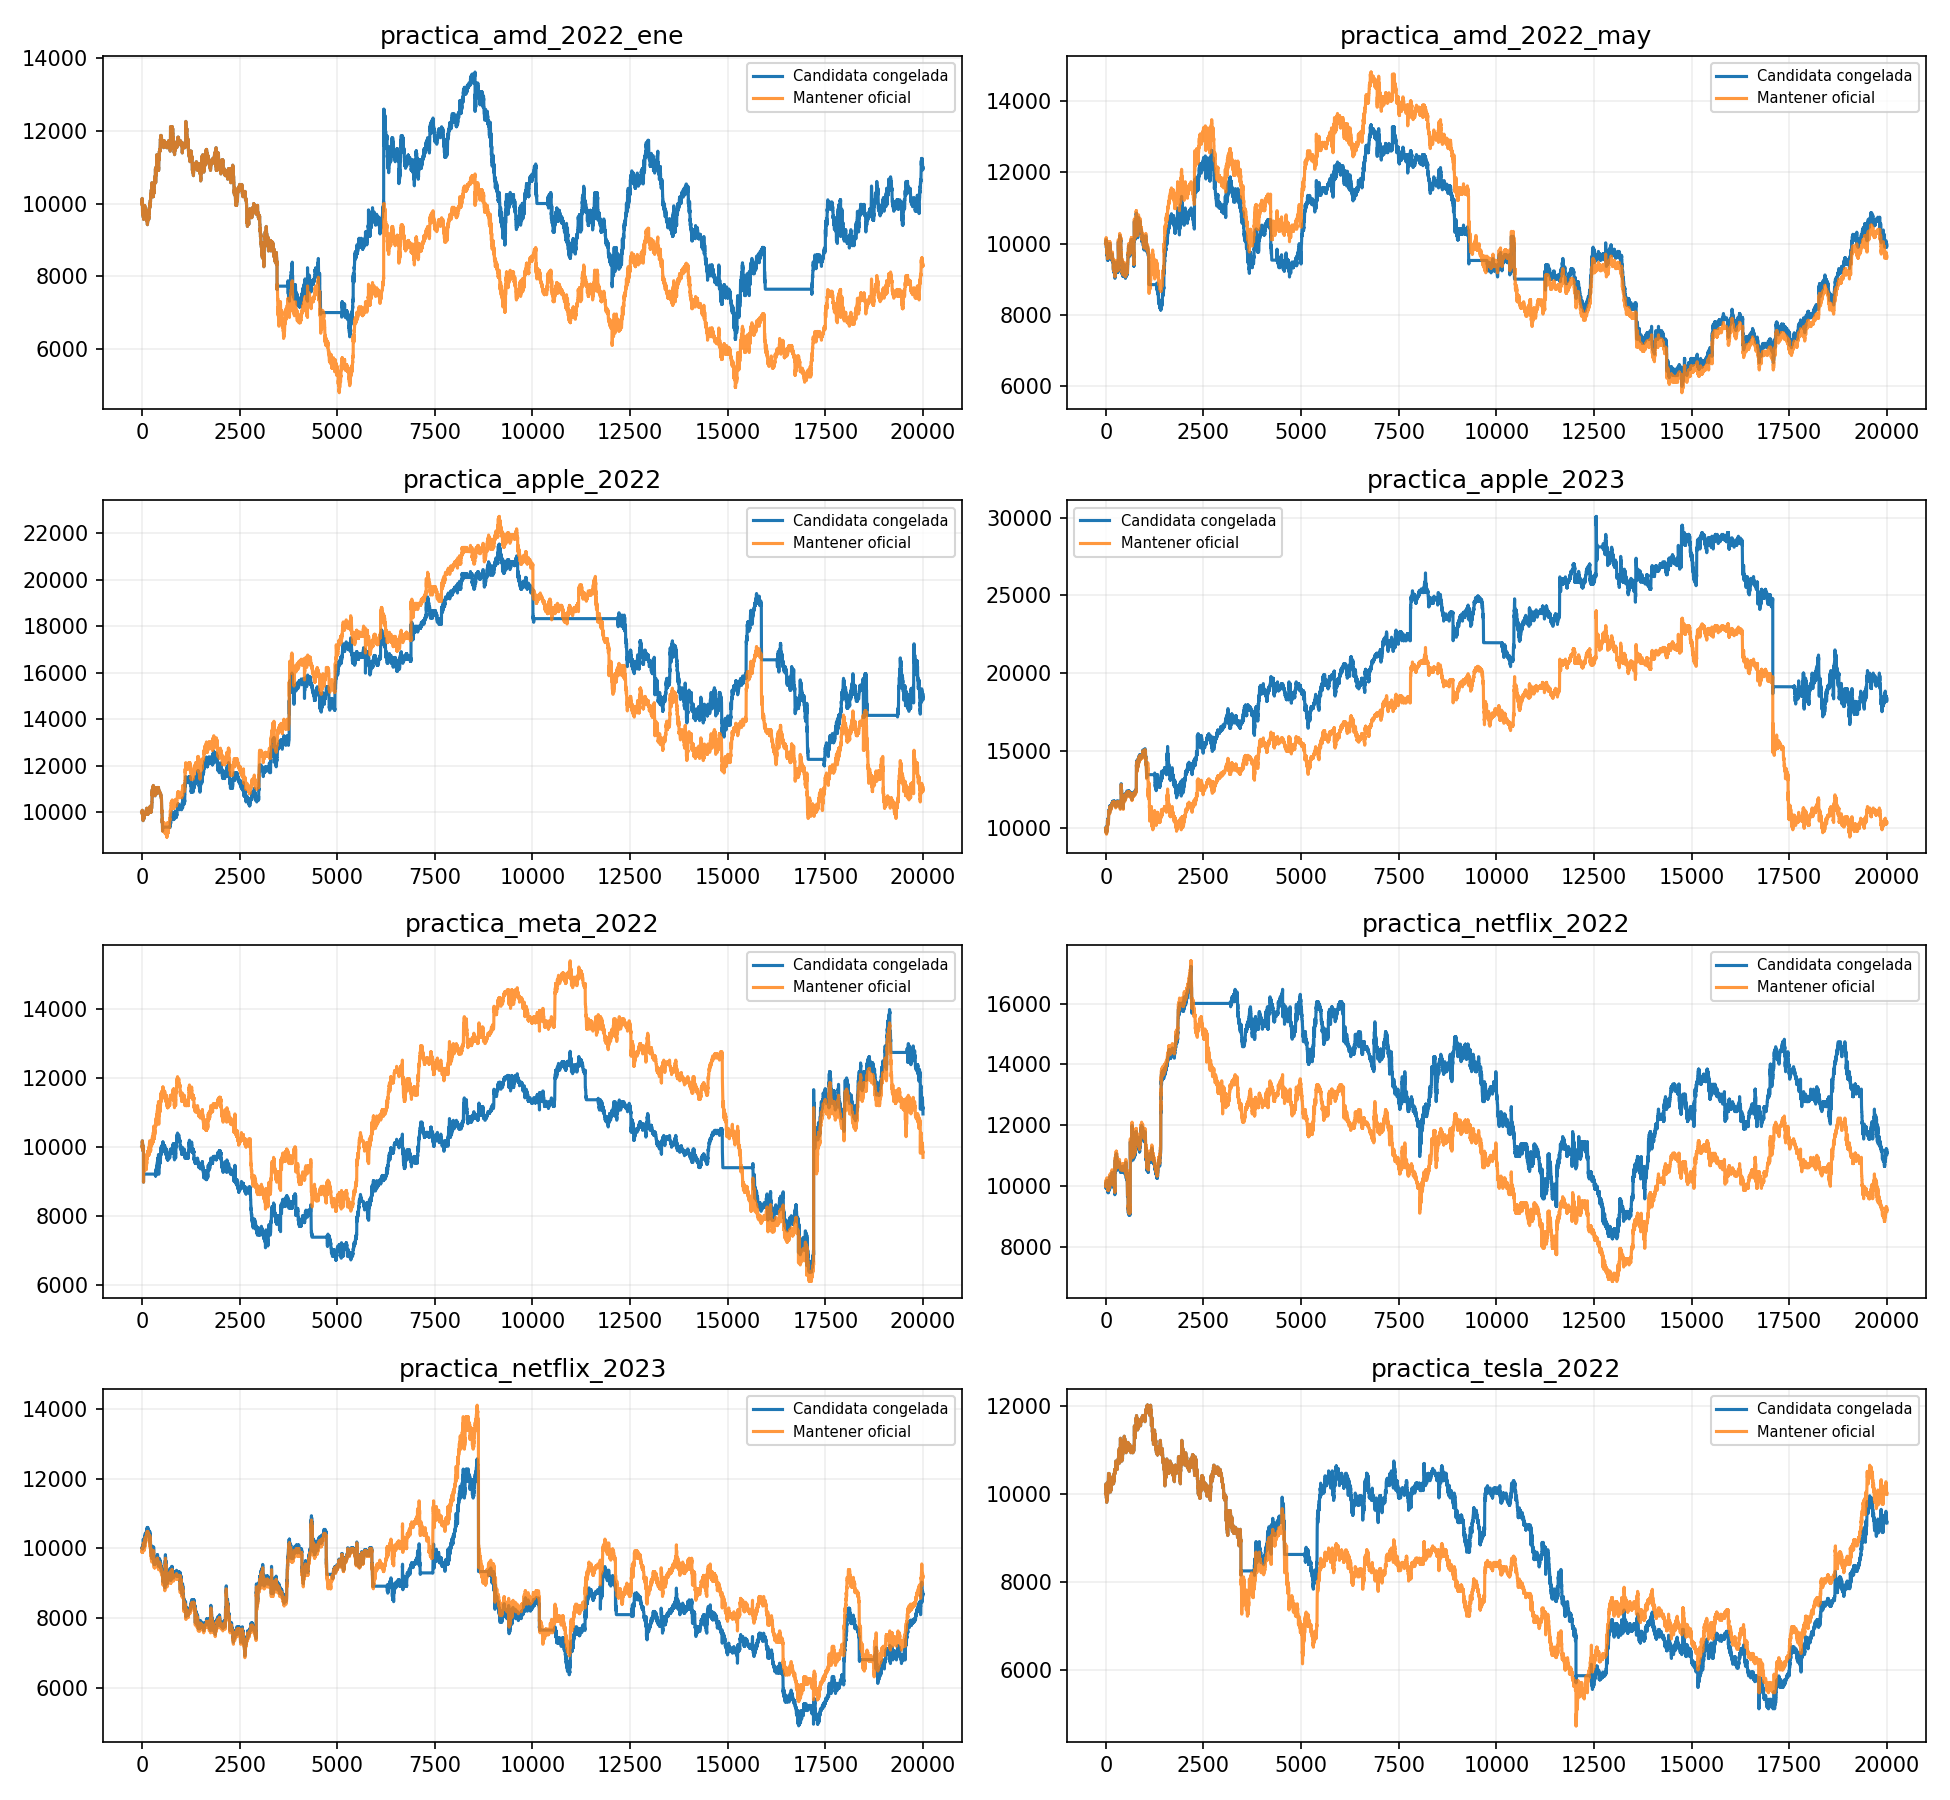 practica_amd_2022_ene
14000
12000
10000
8000
6000
Candidata congelada
Mantener oficial
0 2500 5000 7500 10000 12500 15000 17500 20000
practica_amd_2022_may
14000
12000
10000
8000
6000
Candidata congelada
Mantener oficial
0 2500 5000 7500 10000 12500 15000 17500 20000
practica_apple_2022
22000
20000
18000
16000
14000
12000
10000
Candidata congelada
Mantener oficial
0 2500 5000 7500 10000 12500 15000 17500 20000
practica_apple_2023
30000
25000
20000
15000
10000
Candidata congelada
Mantener oficial
0 2500 5000 7500 10000 12500 15000 17500 20000
practica_meta_2022
14000
12000
10000
8000
6000
Candidata congelada
Mantener oficial
0 2500 5000 7500 10000 12500 15000 17500 20000
practica_netflix_2022
16000
14000
12000
10000
8000
Candidata congelada
Mantener oficial
0 2500 5000 7500 10000 12500 15000 17500 20000
practica_netflix_2023
14000
12000
10000
8000
6000
Candidata congelada
Mantener oficial
0 2500 5000 7500 10000 12500 15000 17500 20000
practica_tesla_2022
12000
10000
8000
6000
Candidata congelada
Mantener oficial
0 2500 5000 7500 10000 12500 15000 17500 20000